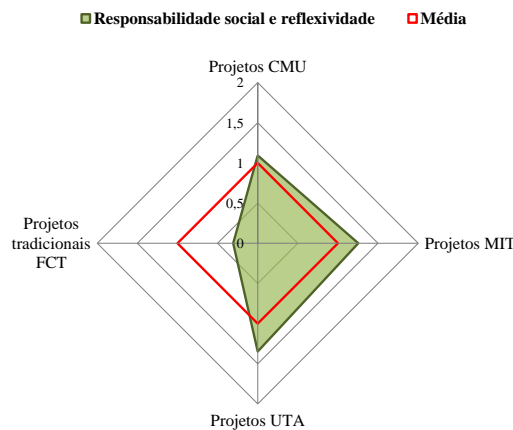 Responsabilidade social e reflexividade Média
Projetos CMU
2
1,5
1
0,5
0
Projetos
tradicionais
FCT
Projetos MIT
Projetos UTA